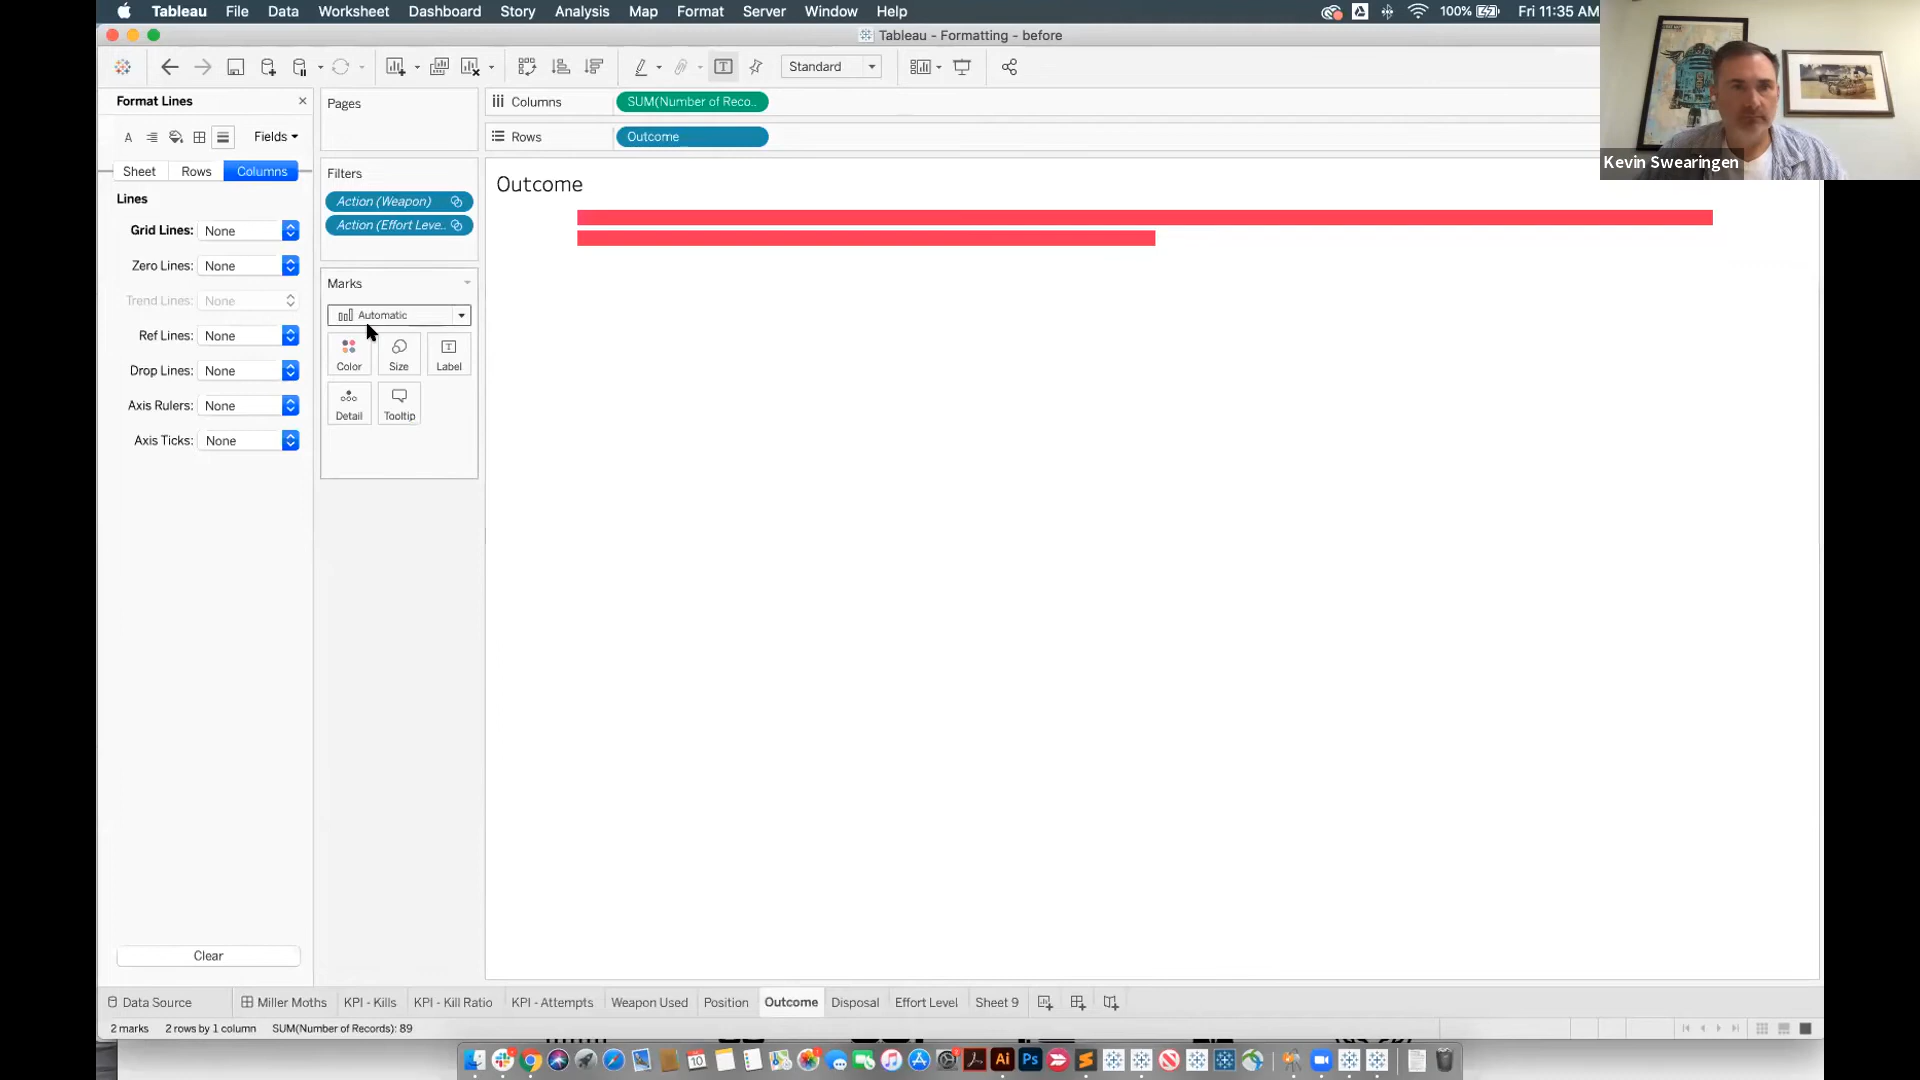 Tableau File Data Worksheet Dashboard Story Analysis Map Format Server Window Help 100% Fri 11:35 AM
Tableau - Formatting - before
Standard
Format Lines
Fields
Sheet Rows Columns
Lines
Grid Lines: None
Zero Lines: None
Trend Lines: None
Ref Lines: None
Drop Lines: None
Axis Rulers: None
Axis Ticks: None
Clear
Pages
Filters
Action (Weapon)
Action (Effort Leve..
Marks
Automatic
Color Size Label
Detail Tooltip
Columns SUM(Number of Reco..
Rows Outcome
Outcome
Kevin Swearingen
Data Source Miller Moths KPI - Kills KPI - Kill Ratio KPI - Attempts Weapon Used Position Outcome Disposal Effort Level Sheet 9
2 marks 2 rows by 1 column SUM(Number of Records): 89